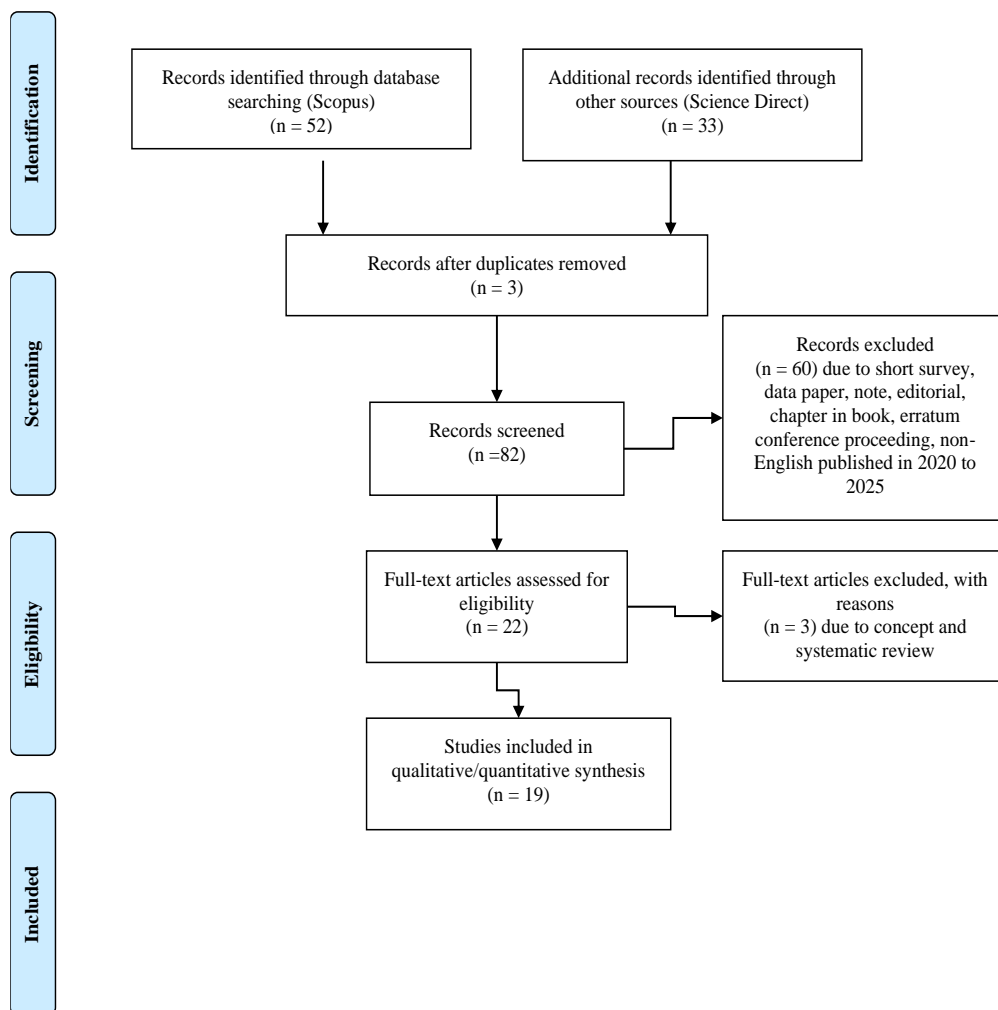 Identification
Records identified through database
searching (Scopus)
(n = 52)
Additional records identified through
other sources (Science Direct)
(n = 33)
Records after duplicates removed
(n = 3)
Screening
Records screened
(n =82)
Records excluded
(n = 60) due to short survey,
data paper, note, editorial,
chapter in book, erratum
conference proceeding, non-
English published in 2020 to
2025
Eligibility
Full-text articles assessed for
eligibility
(n = 22)
Full-text articles excluded, with
reasons
(n = 3) due to concept and
systematic review
Studies included in
qualitative/quantitative synthesis
(n = 19)
Included